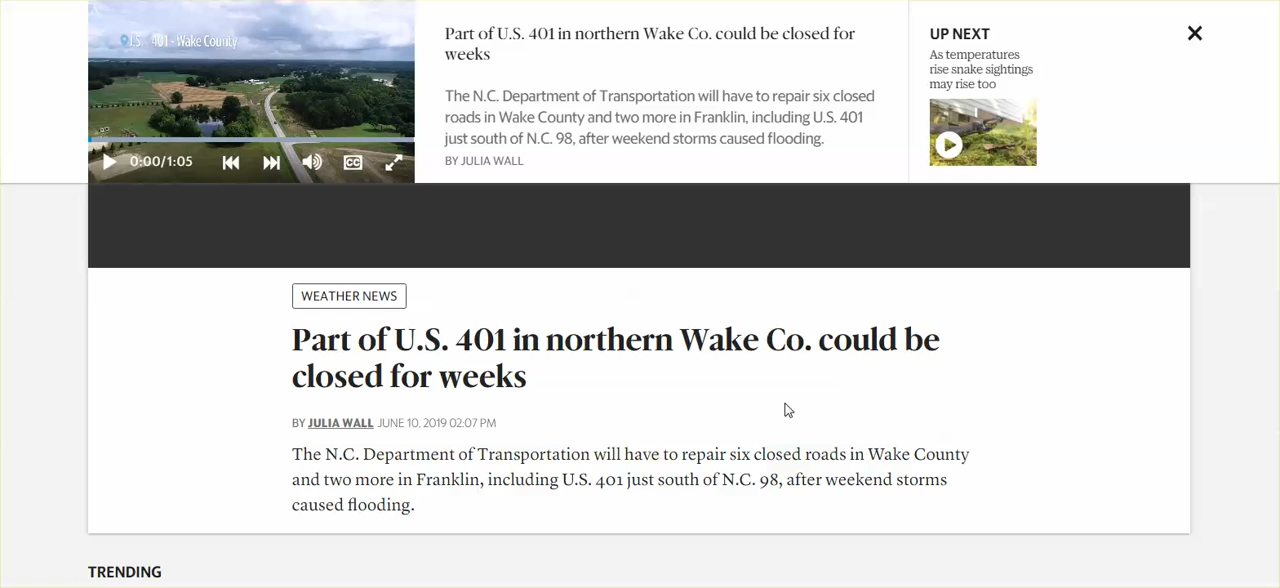 U.S. 401 - Wake County
0:00/1:05
CC
Part of U.S. 401 in northern Wake Co. could be closed for
weeks
The N.C. Department of Transportation will have to repair six closed
roads in Wake County and two more in Franklin, including U.S. 401
just south of N.C. 98, after weekend storms caused flooding.
BY JULIA WALL
UP NEXT
As temperatures
rise snake sightings
may rise too
WEATHER NEWS
Part of U.S. 401 in northern Wake Co. could be
closed for weeks
BY JULIA WALL JUNE 10, 2019 02:07 PM
The N.C. Department of Transportation will have to repair six closed roads in Wake County
and two more in Franklin, including U.S. 401 just south of N.C. 98, after weekend storms
caused flooding.
TRENDING